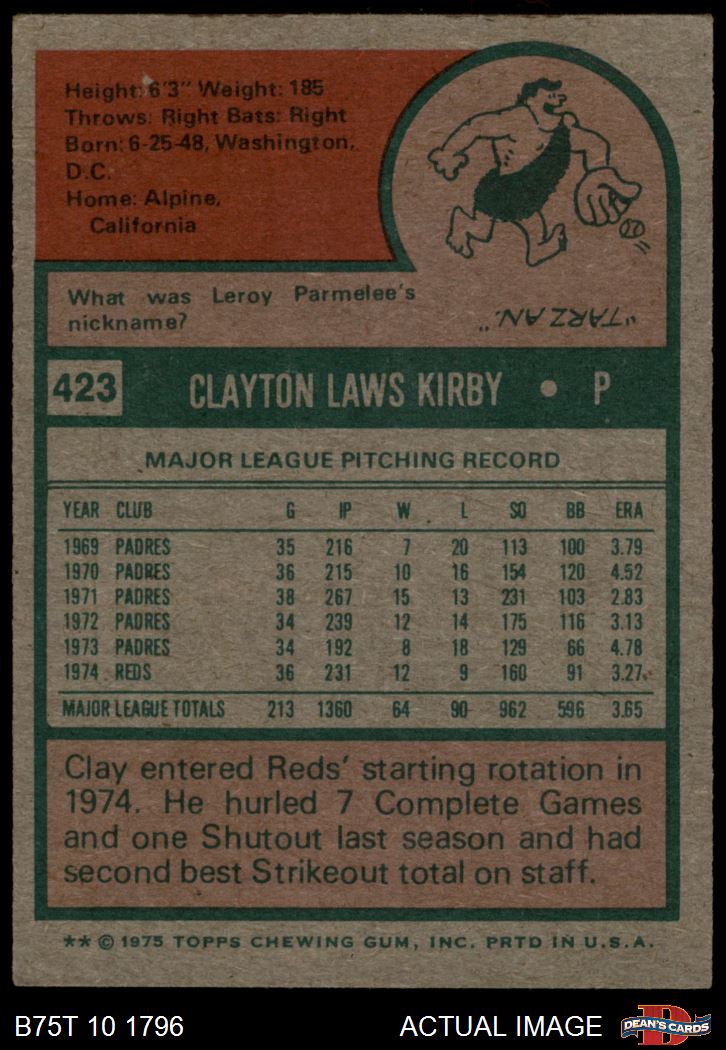 Height: 6'3" Weight: 185
Throws: Right Bats: Right
Born: 6-25-48, Washington,
D.C.
Home: Alpine,
California
What was Leroy Parmelee's
nickname?
"TARZAN."
423 CLAYTON LAWS KIRBY • P
MAJOR LEAGUE PITCHING RECORD
YEAR CLUB G IP W L SO BB ERA
1969 PADRES 35 216 7 20 113 100 3.79
1970 PADRES 36 215 10 16 154 120 4.52
1971 PADRES 38 267 15 13 231 103 2.83
1972 PADRES 34 239 12 14 175 116 3.13
1973 PADRES 34 192 8 18 129 66 4.78
1974 REDS 36 231 12 9 160 91 3.27
MAJOR LEAGUE TOTALS 213 1360 64 90 962 596 3.65
Clay entered Reds' starting rotation in
1974. He hurled 7 Complete Games
and one Shutout last season and had
second best Strikeout total on staff.
** © 1975 TOPPS CHEWING GUM, INC. PRTD IN U.S.A.
B75T 10 1796 ACTUAL IMAGE D DEAN'S CARDS